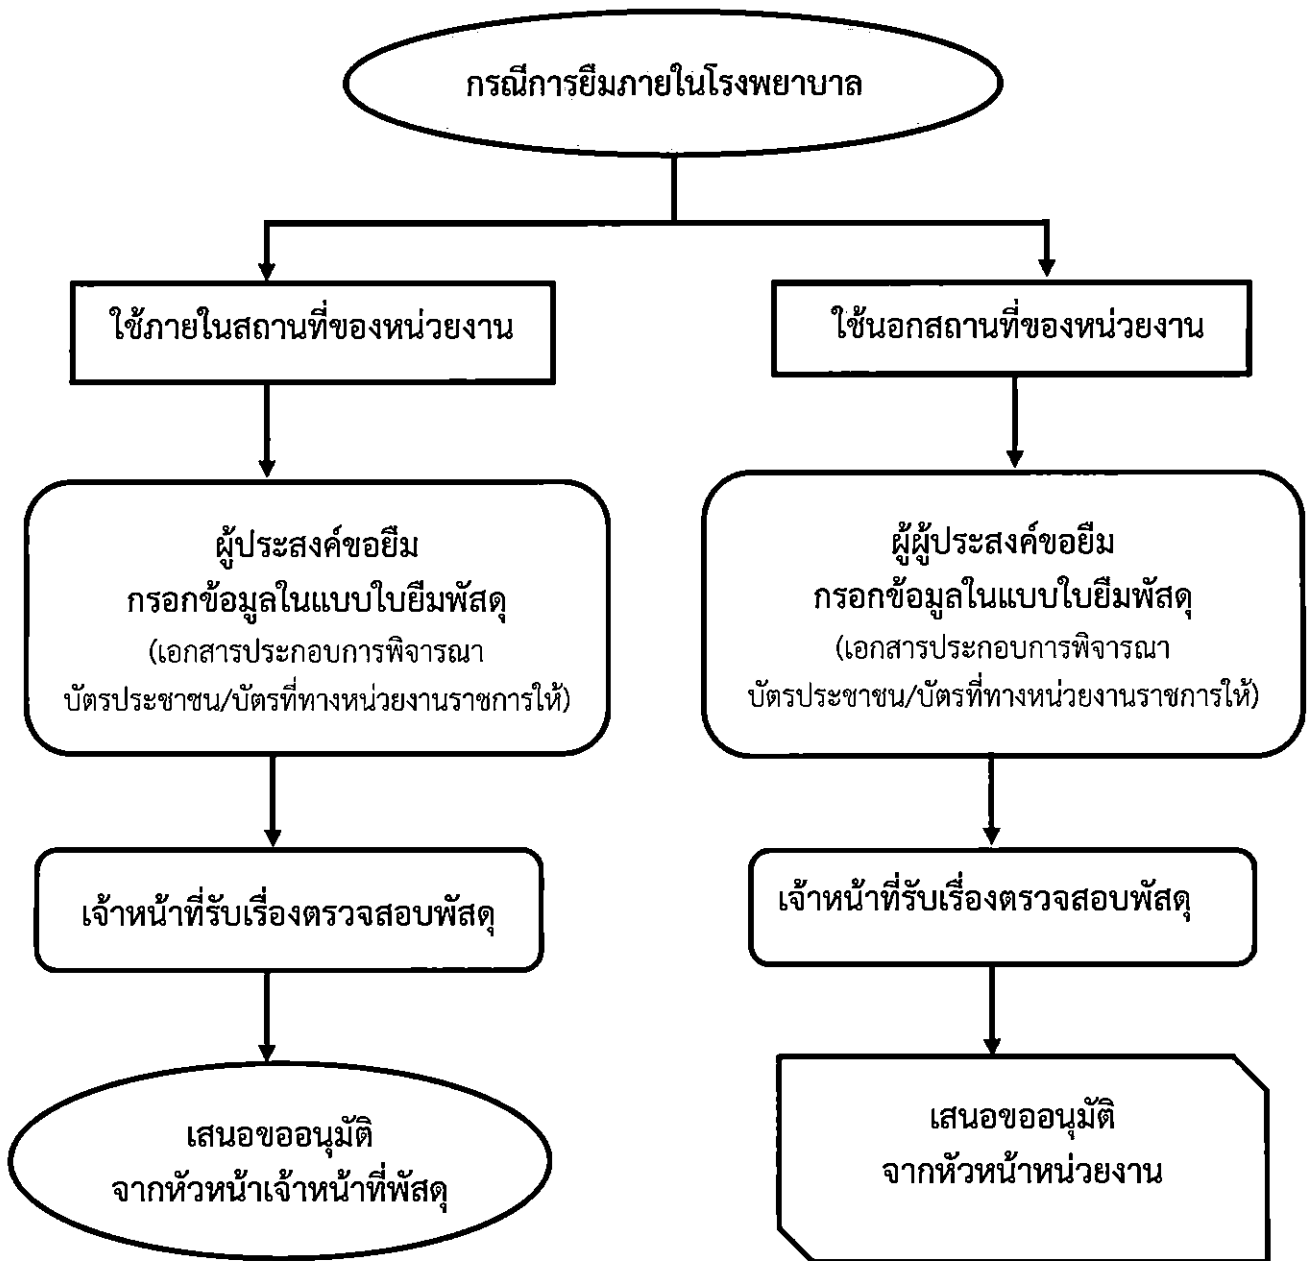 กรณีการยืมภายในโรงพยาบาล
ใช้ภายในสถานที่ของหน่วยงาน
ใช้นอกสถานที่ของหน่วยงาน
ผู้ประสงค์ขอยืม
กรอกข้อมูลในแบบใบยืมพัสดุ
(เอกสารประกอบการพิจารณา
บัตรประชาชน/บัตรที่ทางหน่วยงานราชการให้)
ผู้ผู้ประสงค์ขอยืม
กรอกข้อมูลในแบบใบยืมพัสดุ
(เอกสารประกอบการพิจารณา
บัตรประชาชน/บัตรที่ทางหน่วยงานราชการให้)
เจ้าหน้าที่รับเรื่องตรวจสอบพัสดุ
เจ้าหน้าที่รับเรื่องตรวจสอบพัสดุ
เสนอขออนุมัติ
จากหัวหน้าเจ้าหน้าที่พัสดุ
เสนอขออนุมัติ
จากหัวหน้าหน่วยงาน